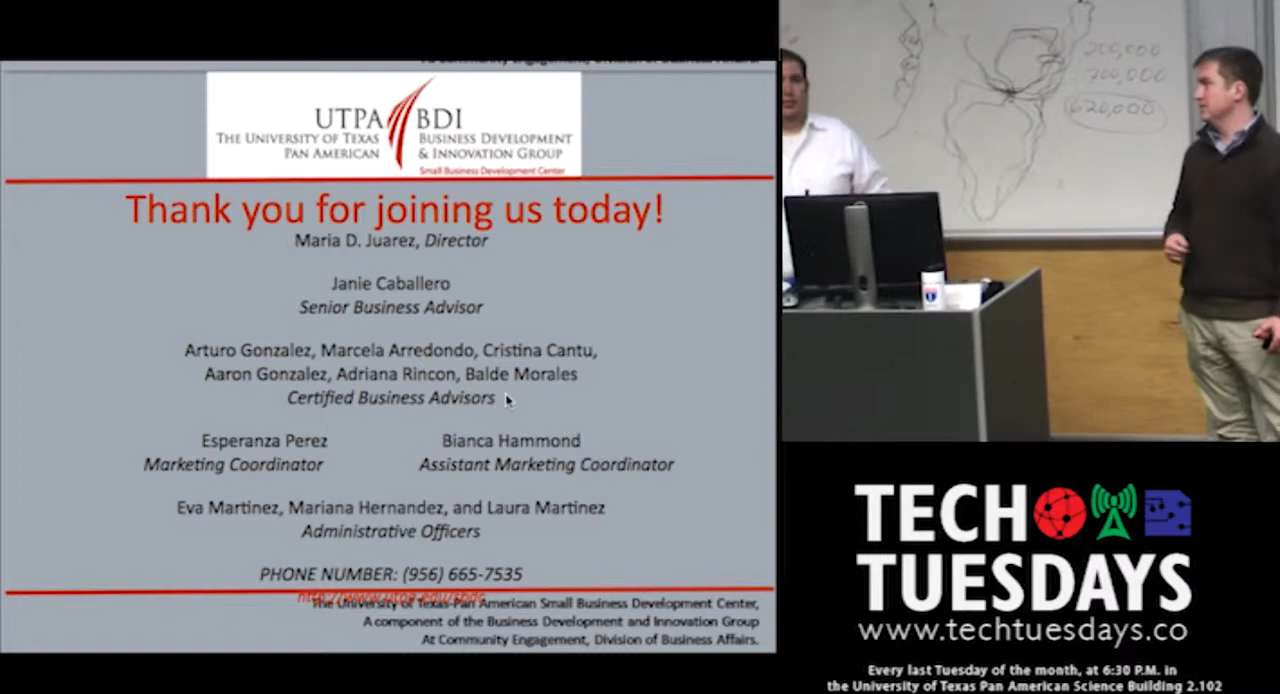 UTPA BDI
THE UNIVERSITY OF TEXAS
PAN AMERICAN
BUSINESS DEVELOPMENT
& INNOVATION GROUP
Small Business Development Center
Thank you for joining us today!
Maria D. Juarez, Director
Janie Caballero
Senior Business Advisor
Arturo Gonzalez, Marcela Arredondo, Cristina Cantu,
Aaron Gonzalez, Adriana Rincon, Balde Morales
Certified Business Advisors
Esperanza Perez
Marketing Coordinator
Bianca Hammond
Assistant Marketing Coordinator
Eva Martinez, Mariana Hernandez, and Laura Martinez
Administrative Officers
PHONE NUMBER: (956) 665-7535
The University of Texas-Pan American Small Business Development Center,
A component of the Business Development and Innovation Group
At Community Engagement, Division of Business Affairs.
700,000
620,000
TECH
TUESDAYS
www.techtuesdays.co
Every last Tuesday of the month, at 6:30 P.M. in
the University of Texas Pan American Science Building 2.102